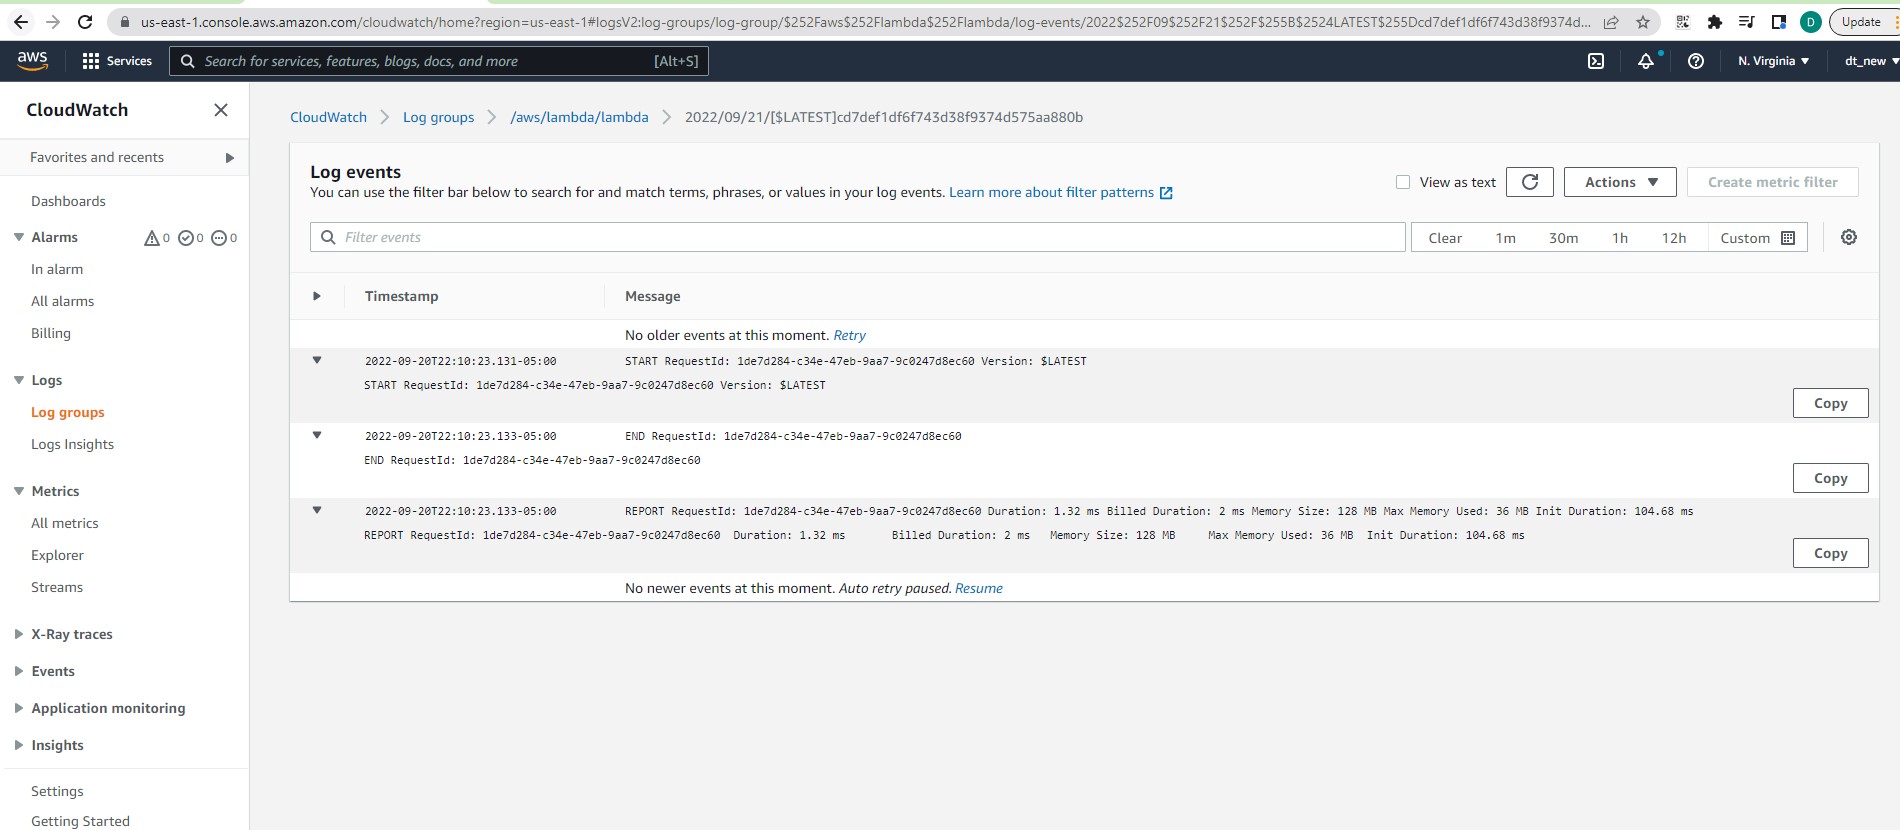 us-east-1.console.aws.amazon.com/cloudwatch/home?region=us-east-1#logsV2:log-groups/log-group/$252Faws$252Flambda$252Flambda/log-events/2022$252F09$252F21$252F$255B$2524LATEST$255Dcd7def1df6f743d38f9374d...
D
Update
aws
Services
Search for services, features, blogs, docs, and more [Alt+S]
N. Virginia
dt_new
CloudWatch
Favorites and recents
Dashboards
Alarms 0 0 0
In alarm
All alarms
Billing
Logs
Log groups
Logs Insights
Metrics
All metrics
Explorer
Streams
X-Ray traces
Events
Application monitoring
Insights
Settings
Getting Started
CloudWatch Log groups /aws/lambda/lambda 2022/09/21/[$LATEST]cd7def1df6f743d38f9374d575aa880b
Log events
You can use the filter bar below to search for and match terms, phrases, or values in your log events. Learn more about filter patterns
View as text
Actions
Create metric filter
Filter events
Clear 1m 30m 1h 12h Custom
Timestamp Message
No older events at this moment. Retry
2022-09-20T22:10:23.131-05:00 START RequestId: 1de7d284-c34e-47eb-9aa7-9c0247d8ec60 Version: $LATEST
START RequestId: 1de7d284-c34e-47eb-9aa7-9c0247d8ec60 Version: $LATEST
Copy
2022-09-20T22:10:23.133-05:00 END RequestId: 1de7d284-c34e-47eb-9aa7-9c0247d8ec60
END RequestId: 1de7d284-c34e-47eb-9aa7-9c0247d8ec60
Copy
2022-09-20T22:10:23.133-05:00 REPORT RequestId: 1de7d284-c34e-47eb-9aa7-9c0247d8ec60 Duration: 1.32 ms Billed Duration: 2 ms Memory Size: 128 MB Max Memory Used: 36 MB Init Duration: 104.68 ms
REPORT RequestId: 1de7d284-c34e-47eb-9aa7-9c0247d8ec60 Duration: 1.32 ms Billed Duration: 2 ms Memory Size: 128 MB Max Memory Used: 36 MB Init Duration: 104.68 ms
Copy
No newer events at this moment. Auto retry paused. Resume